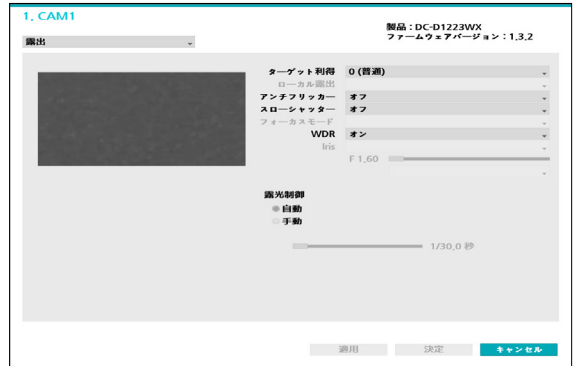 1. CAM1
製品：DC-D1223WX
ファームウェアバージョン：1.3.2
露出
ターゲット利得 0 (普通)
ローカル露出
アンチフリッカー オフ
スローシャッター オフ
フォーカスモード
WDR オン
Iris
F 1.60
露光制御
自動
手動
1/30.0 秒
適用 決定 キャンセル